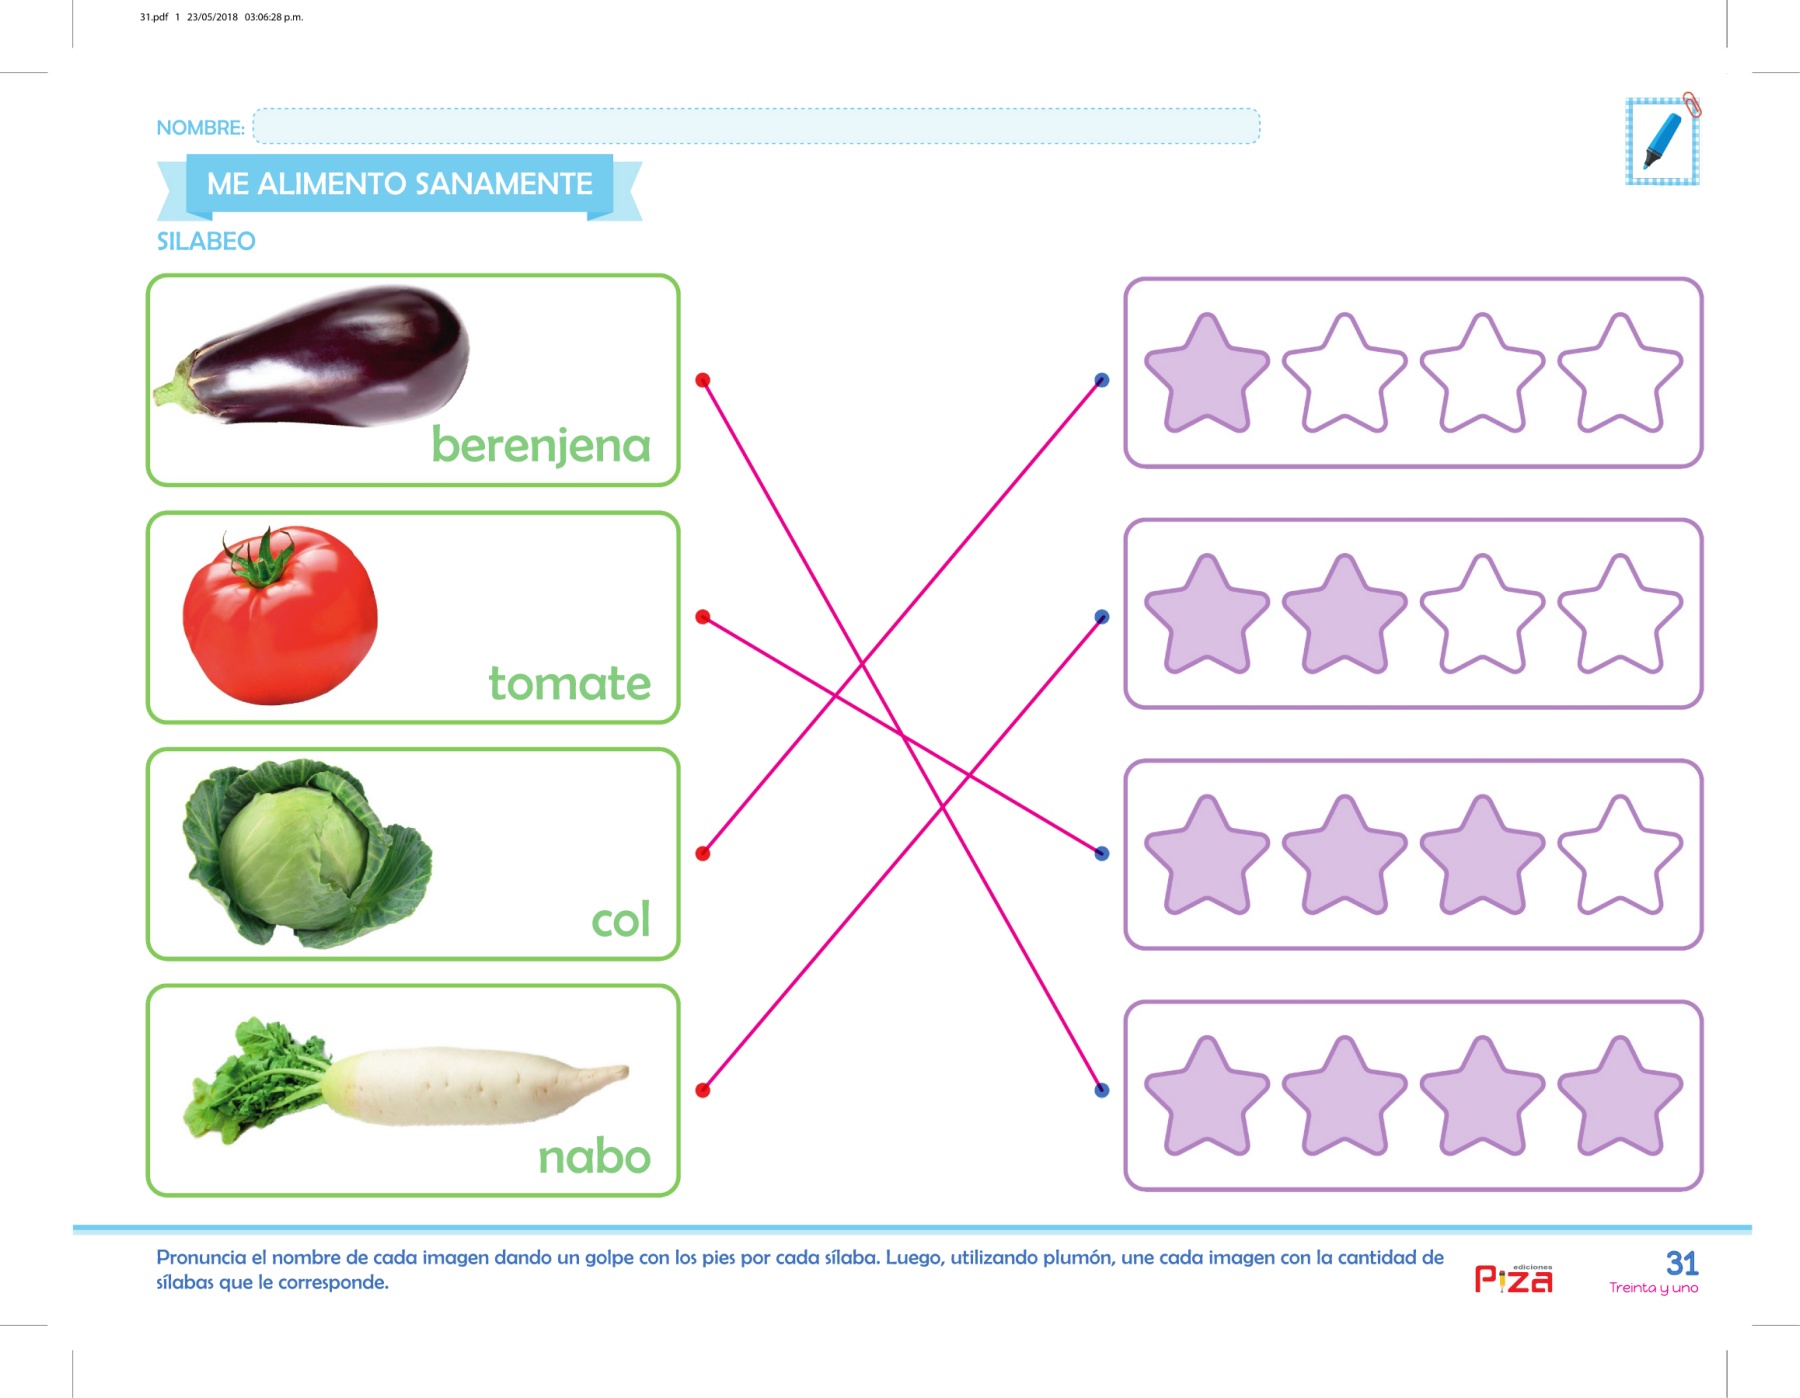 31.pdf 1 23/05/2018 03:06:28 p.m.
NOMBRE:
ME ALIMENTO SANAMENTE
SILABEO
berenjena
tomate
col
nabo
Pronuncia el nombre de cada imagen dando un golpe con los pies por cada sílaba. Luego, utilizando plumón, une cada imagen con la cantidad de
sílabas que le corresponde.
ediciones
Piza
31
Treinta y uno